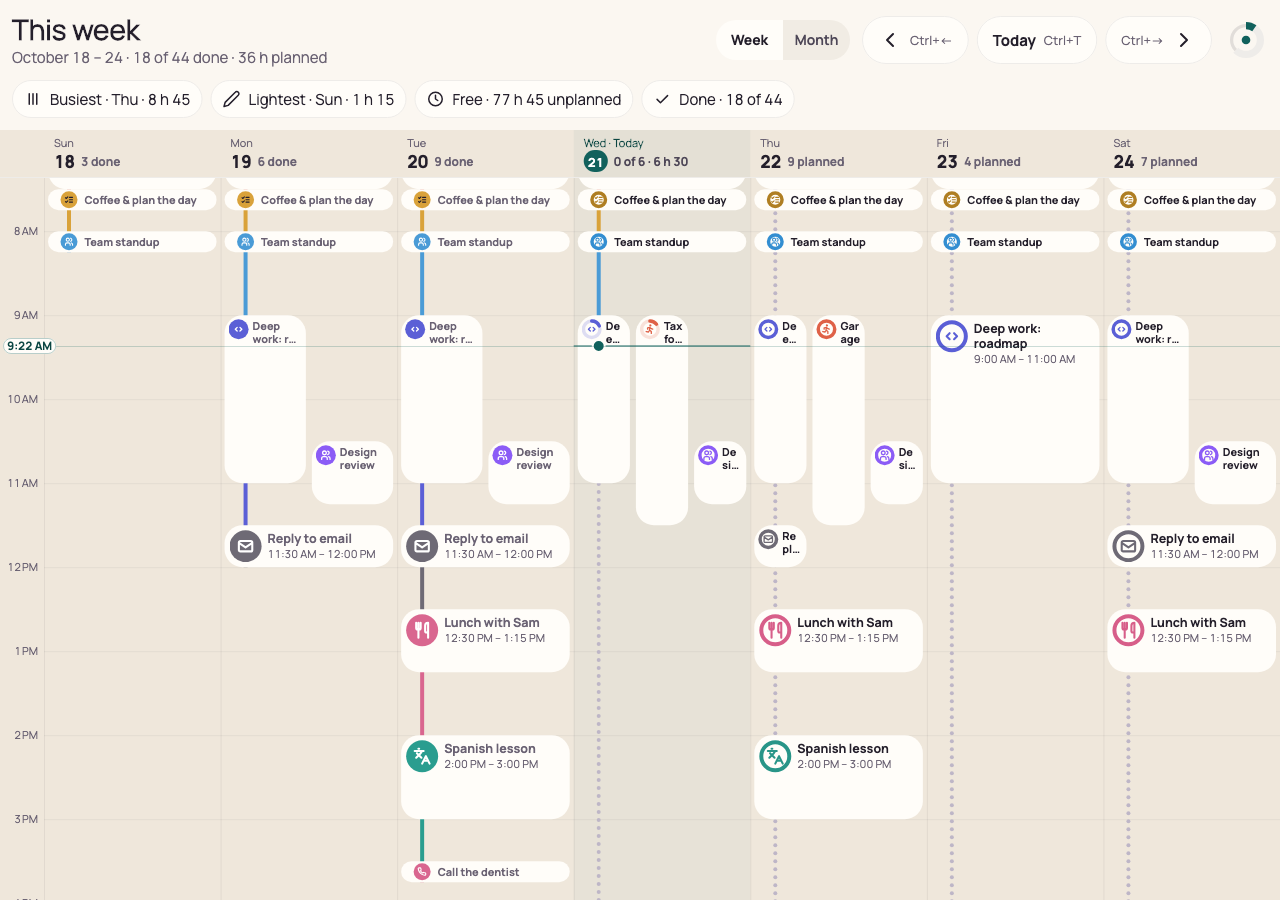 This week
October 18 – 24 · 18 of 44 done · 36 h planned
Week
Month
Ctrl+←
Today Ctrl+T
Ctrl+→
Busiest · Thu · 8 h 45
Lightest · Sun · 1 h 15
Free · 77 h 45 unplanned
Done · 18 of 44
Sun
18 3 done
Mon
19 6 done
Tue
20 9 done
Wed · Today
21 0 of 6 · 6 h 30
Thu
22 9 planned
Fri
23 4 planned
Sat
24 7 planned
8 AM
9 AM
9:22 AM
10 AM
11 AM
12 PM
1 PM
2 PM
3 PM
Coffee & plan the day
Team standup
Coffee & plan the day
Team standup
Deep
work: r…
Design
review
Reply to email
11:30 AM – 12:00 PM
Coffee & plan the day
Team standup
Deep
work: r…
Design
review
Reply to email
11:30 AM – 12:00 PM
Lunch with Sam
12:30 PM – 1:15 PM
Spanish lesson
2:00 PM – 3:00 PM
Call the dentist
Coffee & plan the day
Team standup
De
e…
Tax
fo…
De
si…
Coffee & plan the day
Team standup
De
e…
Gar
age
De
si…
Re
pl…
Lunch with Sam
12:30 PM – 1:15 PM
Spanish lesson
2:00 PM – 3:00 PM
Coffee & plan the day
Team standup
Deep work:
roadmap
9:00 AM – 11:00 AM
Coffee & plan the day
Team standup
Deep
work: r…
Design
review
Reply to email
11:30 AM – 12:00 PM
Lunch with Sam
12:30 PM – 1:15 PM